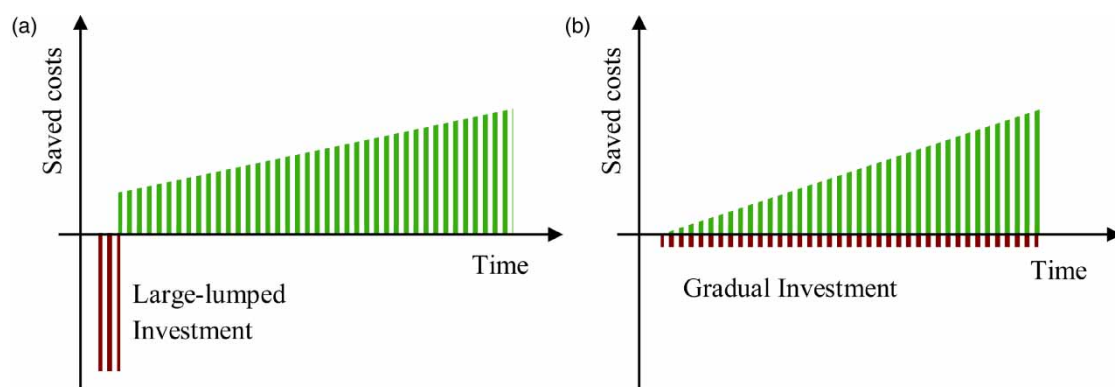 (a)
Saved costs
Time
Large-lumped
Investment
(b)
Saved costs
Time
Gradual Investment